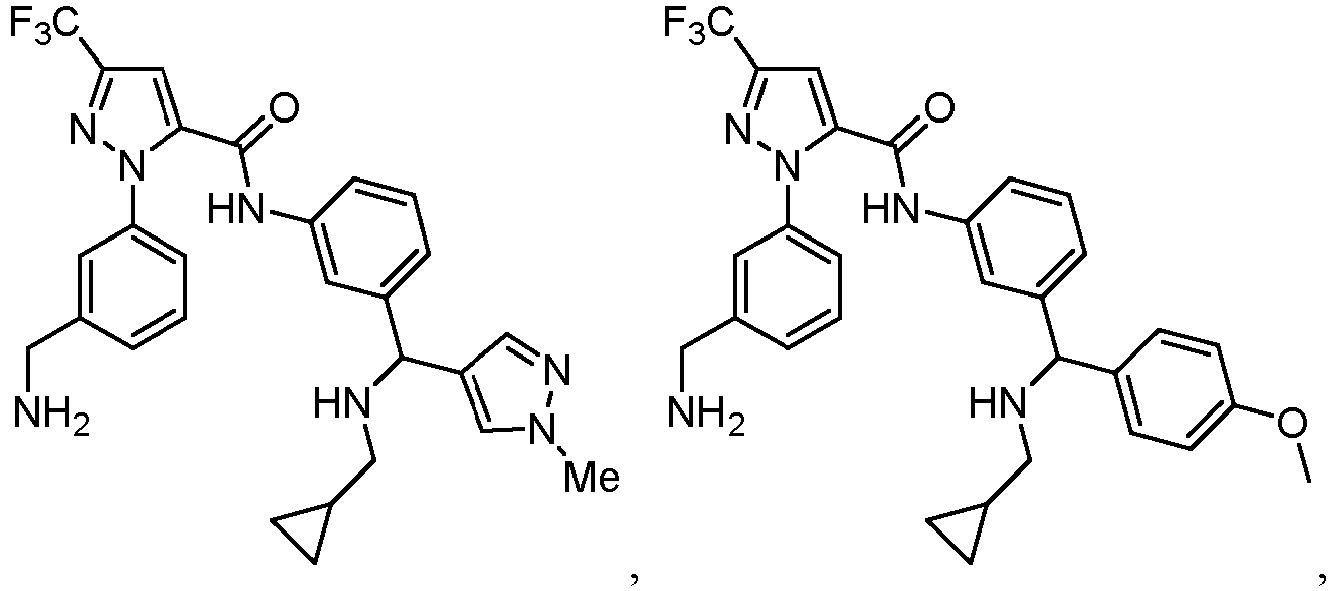 F3C F3C
O O
N N
N N
HN HN
N
NH2 HN NH2 HN
N O
Me
, ,